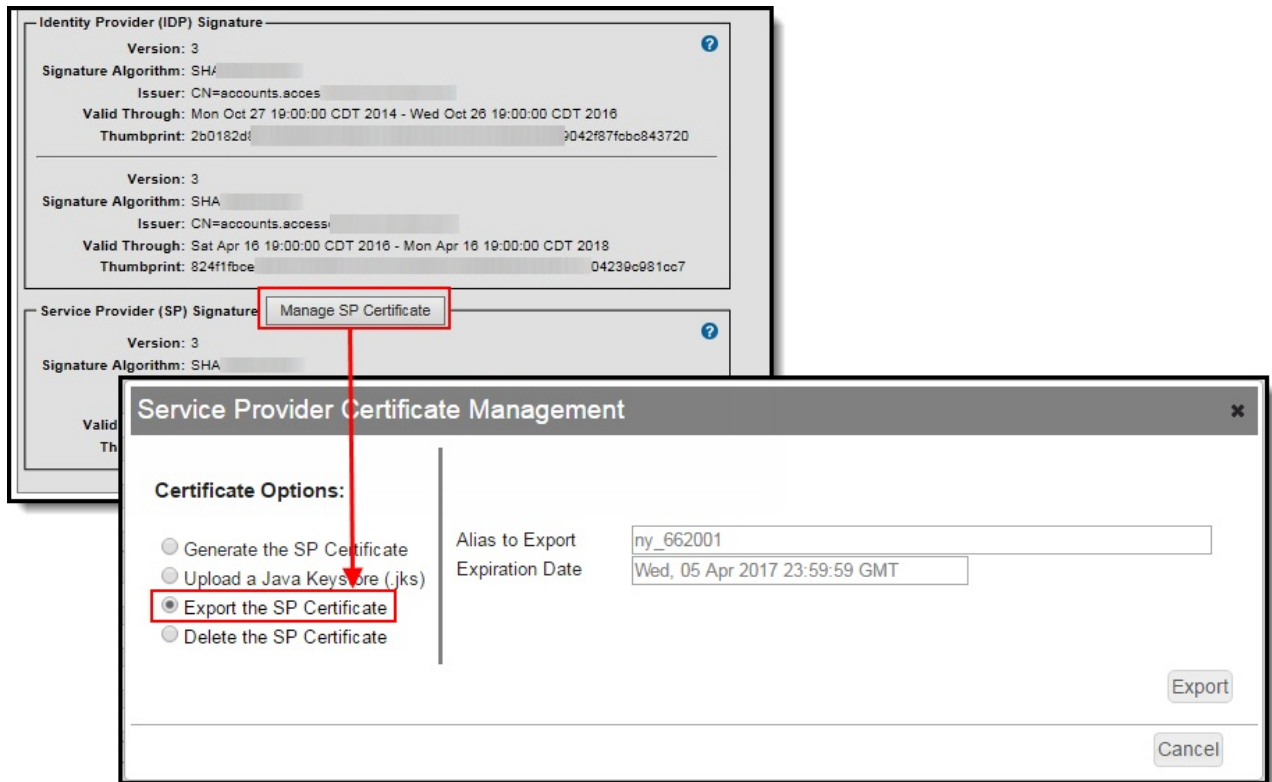 Identity Provider (IDP) Signature
Version: 3
Signature Algorithm:
Issuer:
Valid Through: Mon Oct 27 19:00:00 CDT 2014 - Wed Oct 26 19:00:00 CDT 2016
Thumbprint: 2b0182d 9042f87fcbc843720
Version: 3
Signature Algorithm: SHA
Issuer: CN=accounts.access
Valid Through: Sat Apr 16 19:00:00 CDT 2016 - Mon Apr 16 19:00:00 CDT 2018
Thumbprint: 824f1fbce 04239c981cc7
Service Provider (SP) Signature Manage SP Certificate
Version: 3
Signature Algorithm: SHA
Valid
Th
Service Provider Certificate Management
Certificate Options:
Generate the SP Certificate
Upload a Java Keystore (.jks)
Export the SP Certificate
Delete the SP Certificate
Alias to Export ny_662001
Expiration Date Wed, 05 Apr 2017 23:59:59 GMT
Export
Cancel